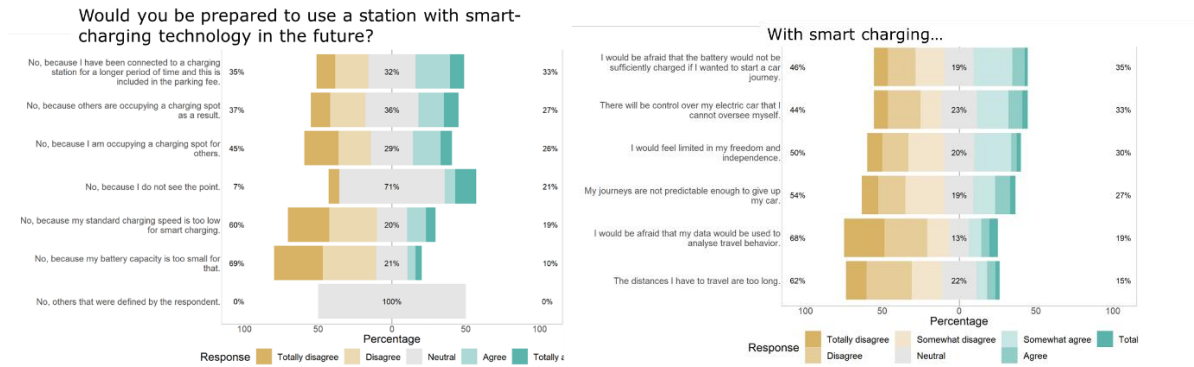 Would you be prepared to use a station with smart-
charging technology in the future?
No, because I have been connected to a charging
station for a longer period of time and this is
included in the parking fee.
35%
32%
33%
No, because others are occupying a charging spot
as a result.
37%
36%
27%
No, because I am occupying a charging spot for
others.
45%
29%
26%
No, because I do not see the point.
7%
71%
21%
No, because my standard charging speed is too low
for smart charging.
60%
20%
19%
No, because my battery capacity is too small for
that.
69%
21%
10%
No, others that were defined by the respondent.
0%
100%
0%
100 50 0 50 100
Percentage
Response Totally disagree Disagree Neutral Agree Totally a
With smart charging...
I would be afraid that the battery would not be
sufficiently charged if I wanted to start a car
journey.
46%
19%
35%
There will be control over my electric car that I
cannot oversee myself.
44%
23%
33%
I would feel limited in my freedom and
independence.
50%
20%
30%
My journeys are not predictable enough to give up
my car.
54%
19%
27%
I would be afraid that my data would be used to
analyse travel behavior.
68%
13%
19%
The distances I have to travel are too long.
62%
22%
15%
100 50 0 50 100
Percentage
Response
Totally disagree Somewhat disagree Somewhat agree Total
Disagree Neutral Agree